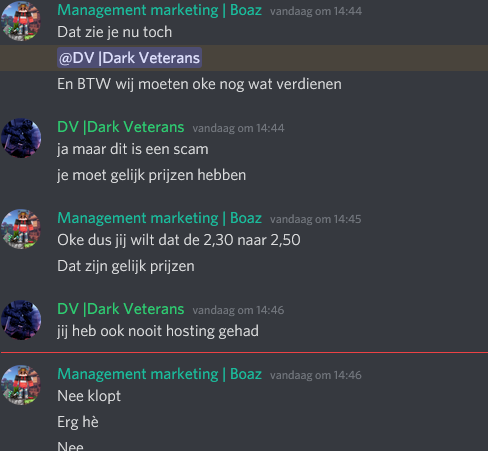 Management marketing | Boaz vandaag om 14:44
Dat zie je nu toch
@DV |Dark Veterans
En BTW wij moeten oke nog wat verdienen
DV |Dark Veterans vandaag om 14:44
ja maar dit is een scam
je moet gelijk prijzen hebben
Management marketing | Boaz vandaag om 14:45
Oke dus jij wilt dat de 2,30 naar 2,50
Dat zijn gelijk prijzen
DV |Dark Veterans vandaag om 14:46
jij heb ook nooit hosting gehad
Management marketing | Boaz vandaag om 14:46
Nee klopt
Erg hè
Nee